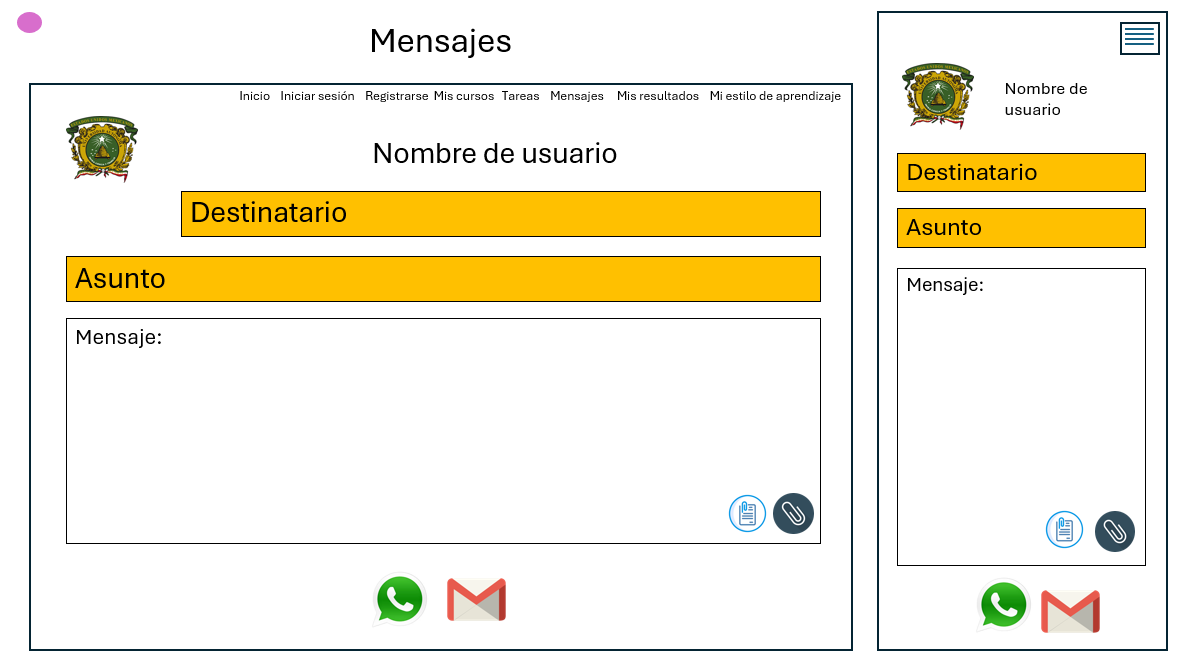 Mensajes
Inicio Iniciar sesión Registrarse Mis cursos Tareas Mensajes Mis resultados Mi estilo de aprendizaje
Nombre de usuario
Destinatario
Asunto
Mensaje:
Nombre de
usuario
Destinatario
Asunto
Mensaje: